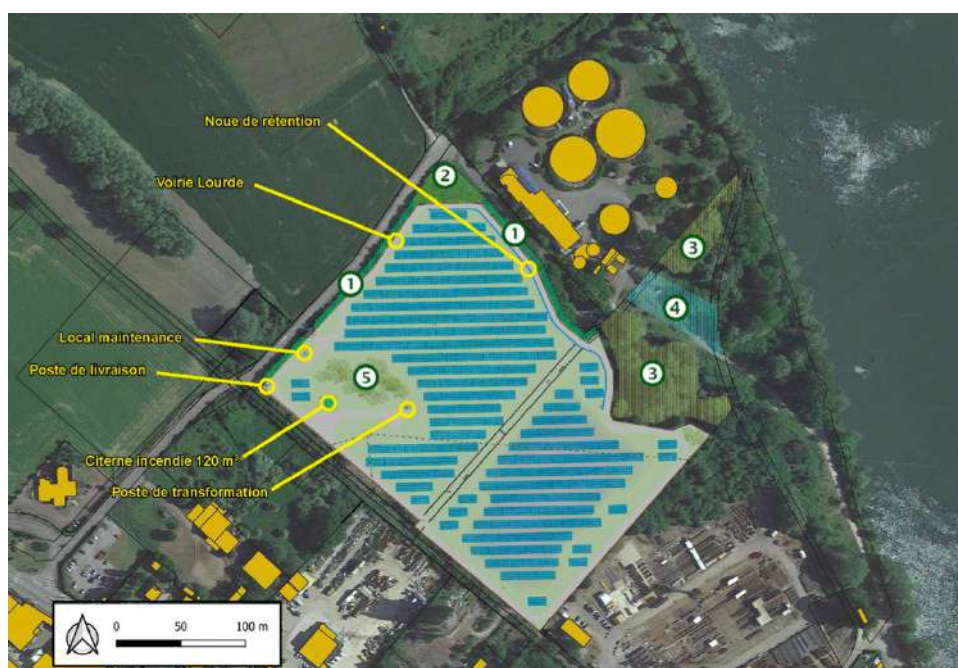 Noue de rétention
2
Voirie Lourde
1
3
1
4
Local maintenance
Poste de livraison
5
3
Citerne incendie 120 m³
Poste de transformation
0 50 100 m